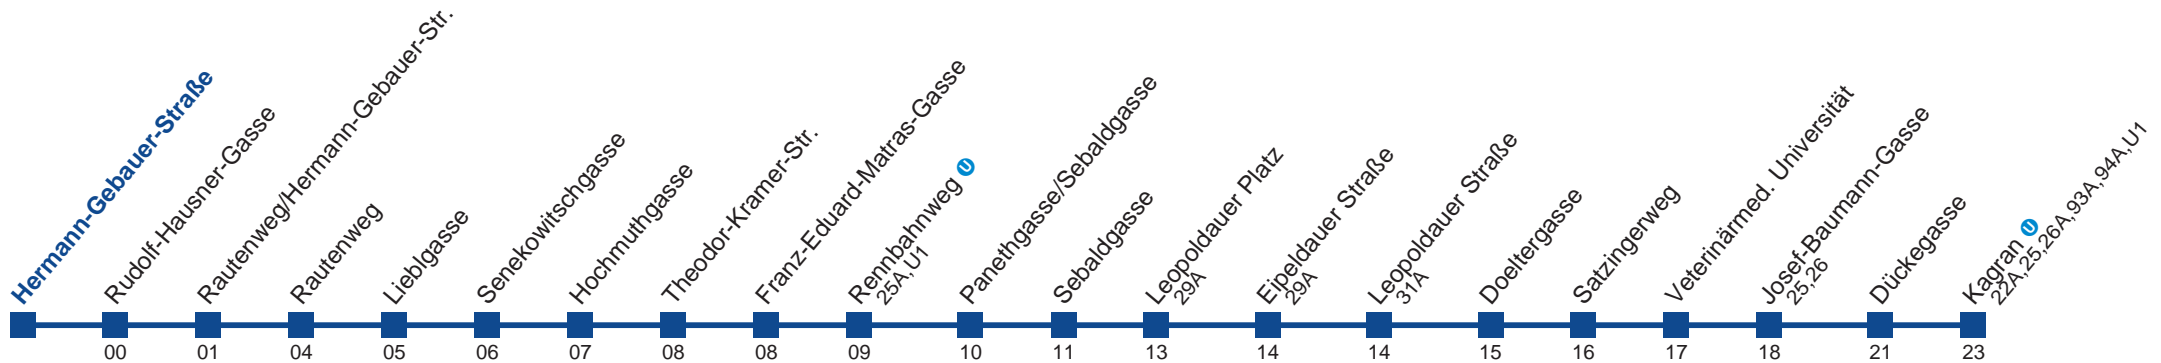 Hermann-Gebauer-Straße
Rudolf-Hausner-Gasse
Rautenweg/Hermann-Gebauer-Str.
Rautenweg
Lieblgasse
Senekowitschgasse
Hochmuthgasse
Theodor-Kramer-Str.
Franz-Eduard-Matras-Gasse
Rennbahnweg U
25A,U1
Panethgasse/Sebaldgasse
Sebaldgasse
Leopoldauer Platz
29A
Eipeldauer Straße
29A
Leopoldauer Straße
31A
Doeltergasse
Satzingerweg
Veterinärmed. Universität
Josef-Baumann-Gasse
25,26
Dückegasse
Kagran U
22A,25,26A,93A,94A,U1
00 01 04 05 06 07 08 08 09 10 11 13 14 14 15 16 17 18 21 23